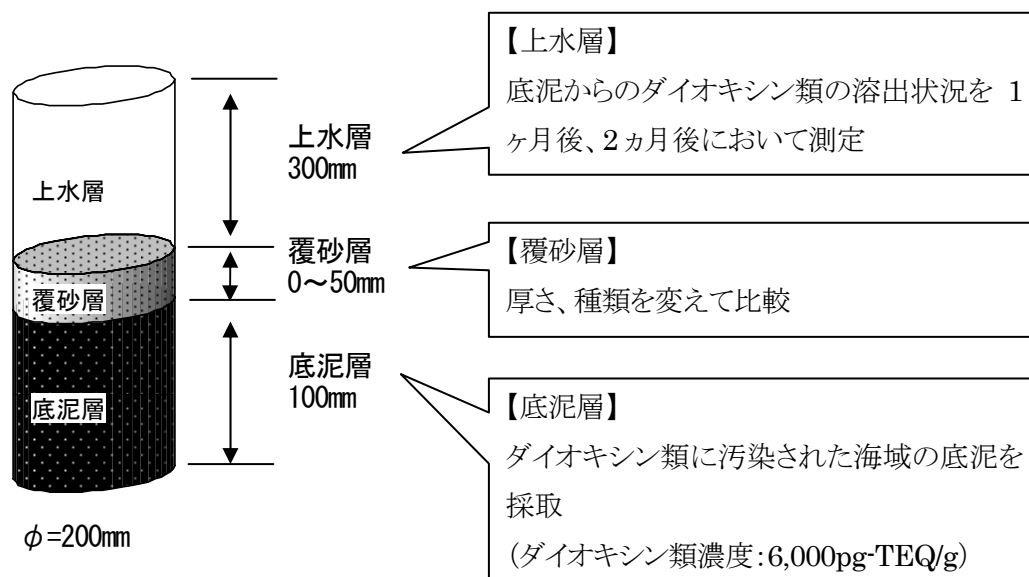 上水層
覆砂層
底泥層
φ=200mm
上水層
300mm
覆砂層
0～50mm
底泥層
100mm
【上水層】
底泥からのダイオキシン類の溶出状況を 1
ヶ月後、2ヵ月後において測定
【覆砂層】
厚さ、種類を変えて比較
【底泥層】
ダイオキシン類に汚染された海域の底泥を
採取
(ダイオキシン類濃度:6,000pg-TEQ/g)